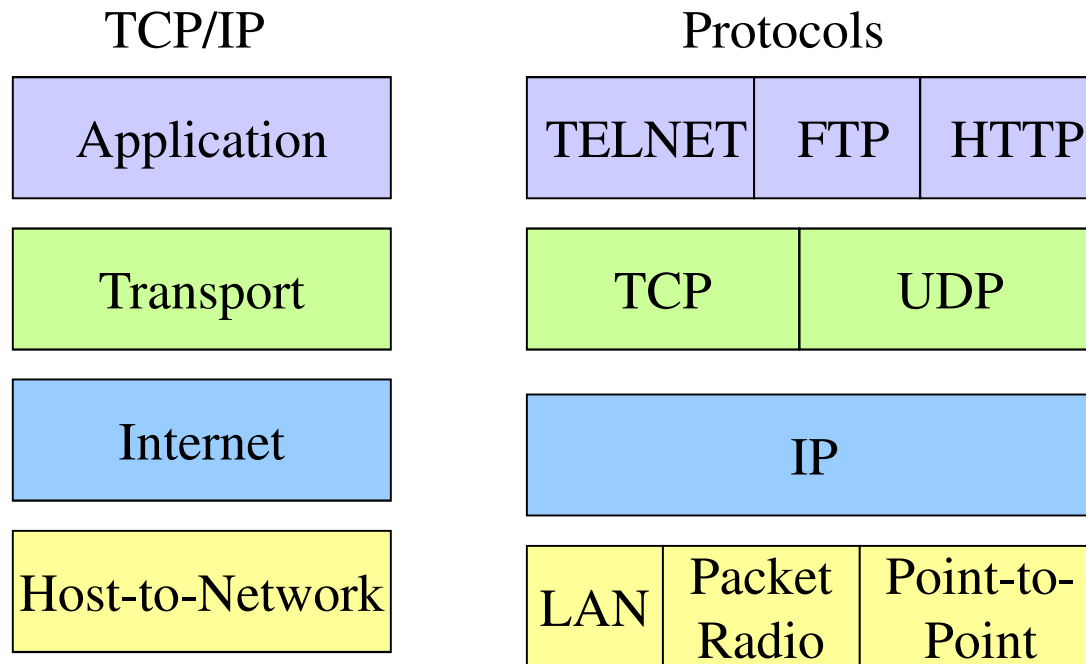 TCP/IP Protocols
Application TELNET FTP HTTP
Transport TCP UDP
Internet IP
Host-to-Network LAN Packet Radio Point-to-Point